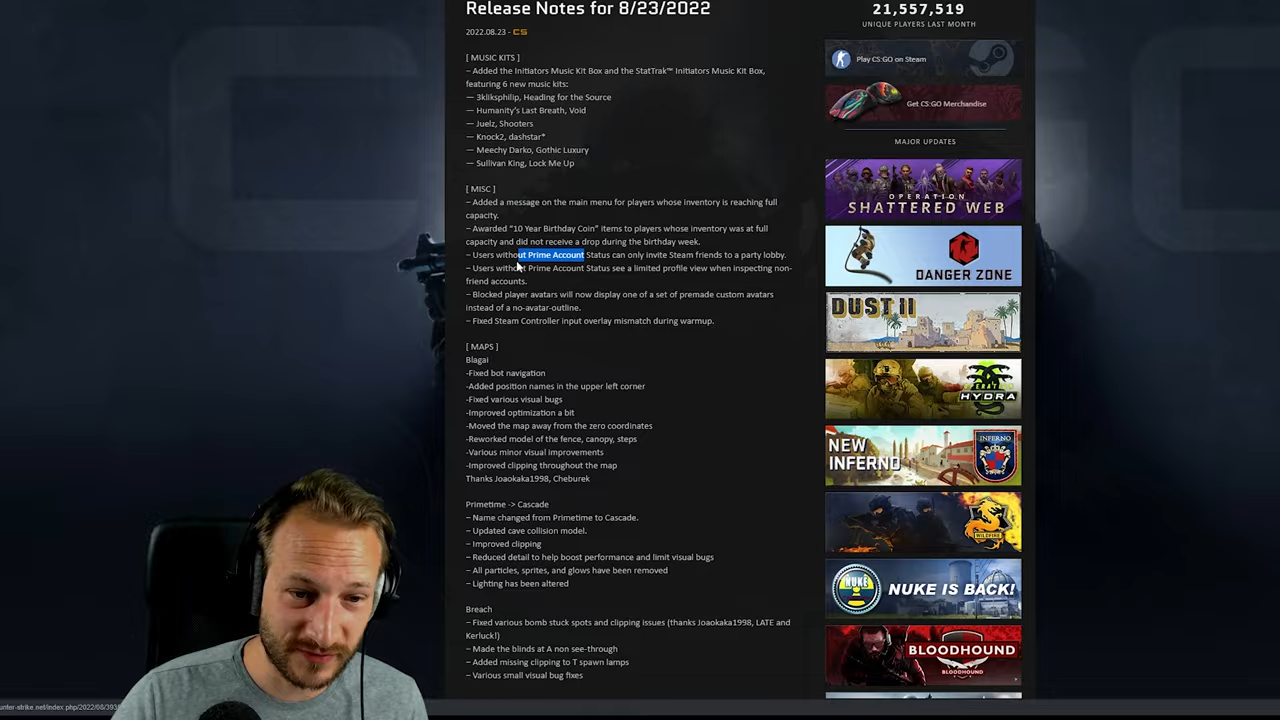 Release Notes for 8/23/2022
2022.08.23 - CS
[ MUSIC KITS ]
– Added the Initiators Music Kit Box and the StatTrak™ Initiators Music Kit Box,
featuring 6 new music kits:
— 3kliksphilip, Heading for the Source
— Humanity's Last Breath, Void
— Juelz, Shooters
— Knock2, dashstar*
— Meechy Darko, Gothic Luxury
— Sullivan King, Lock Me Up
[ MISC ]
– Added a message on the main menu for players whose inventory is reaching full
capacity.
– Awarded "10 Year Birthday Coin" items to players whose inventory was at full
capacity and did not receive a drop during the birthday week.
– Users without Prime Account Status can only invite Steam friends to a party lobby.
– Users without Prime Account Status see a limited profile view when inspecting non-
friend accounts.
– Blocked player avatars will now display one of a set of premade custom avatars
instead of a no-avatar-outline.
– Fixed Steam Controller input overlay mismatch during warmup.
[ MAPS ]
Blagai
-Fixed bot navigation
-Added position names in the upper left corner
-Fixed various visual bugs
-Improved optimization a bit
-Moved the map away from the zero coordinates
-Reworked model of the fence, canopy, steps
-Various minor visual improvements
-Improved clipping throughout the map
Thanks Joaokaka1998, Cheburek
Primetime -> Cascade
– Name changed from Primetime to Cascade.
– Updated cave collision model.
– Improved clipping
– Reduced detail to help boost performance and limit visual bugs
– All particles, sprites, and glows have been removed
– Lighting has been altered
Breach
– Fixed various bomb stuck spots and clipping issues (thanks Joaokaka1998, LATE and
Kerluck!)
– Made the blinds at A non see-through
– Added missing clipping to T spawn lamps
– Various small visual bug fixes
21,557,519
UNIQUE PLAYERS LAST MONTH
Play CS:GO on Steam
Get CS:GO Merchandise
MAJOR UPDATES
OPERATION
SHATTERED WEB
DANGER ZONE
DUST II
OPERATION
HYDRA
NEW
INFERNO
INFERNO
WILDFIRE
NUKE
NUKE IS BACK!
BLOODHOUND
BLOODHOUND